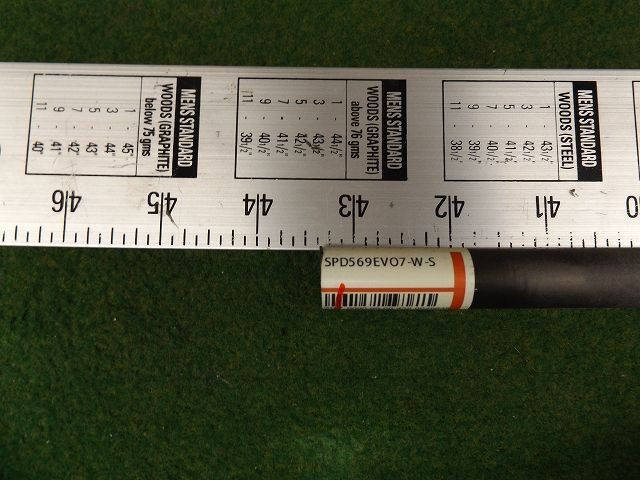 MEN'S STANDARD
WOODS (GRAPHITE)
below 75 gms
1 - 45"
3 - 44"
5 - 43"
7 - 42"
9 - 41"
11 - 40"
MEN'S STANDARD
WOODS (GRAPHITE)
above 76 gms
1 - 44½"
3 - 43½"
5 - 42½"
7 - 41½"
9 - 40½"
11 - 39½"
MEN'S STANDARD
WOODS (STEEL)
1 - 43½"
3 - 42½"
5 - 41½"
7 - 40½"
9 - 39½"
11 - 38½"
46 45 44 43 42 41
SPD569EVO7-W-S